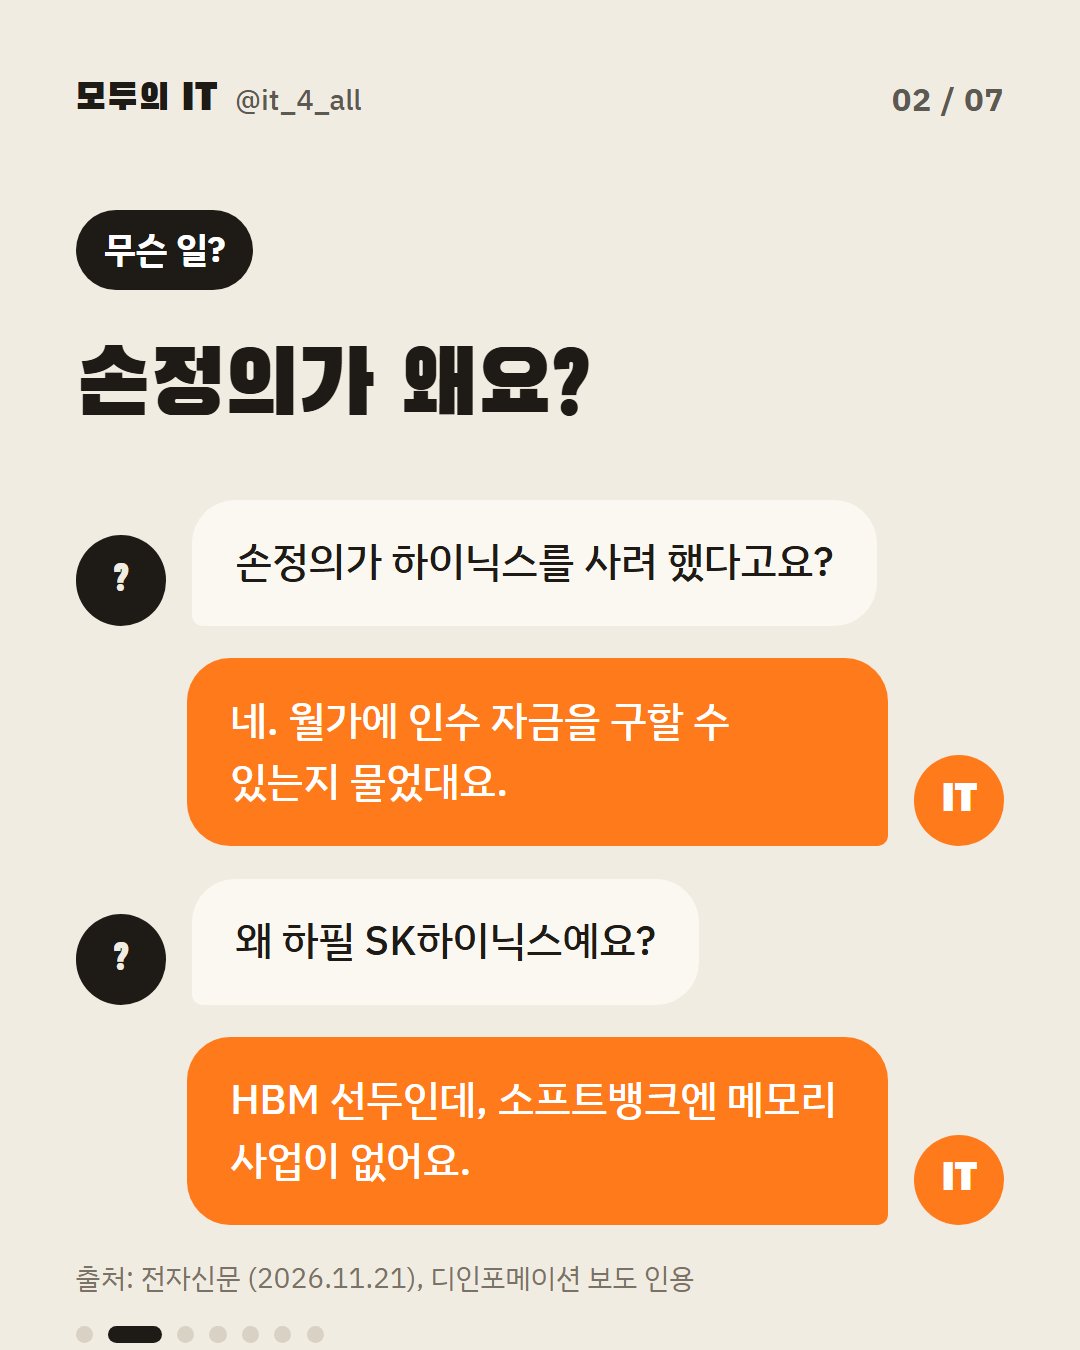 모두의 IT @it_4_all
02 / 07
무슨 일?
손정의가 왜요?
?
손정의가 하이닉스를 사려 했다고요?
네. 월가에 인수 자금을 구할 수
있는지 물었대요.
IT
?
왜 하필 SK하이닉스예요?
HBM 선두인데, 소프트뱅크엔 메모리
사업이 없어요.
IT
출처: 전자신문 (2026.11.21), 디인포메이션 보도 인용